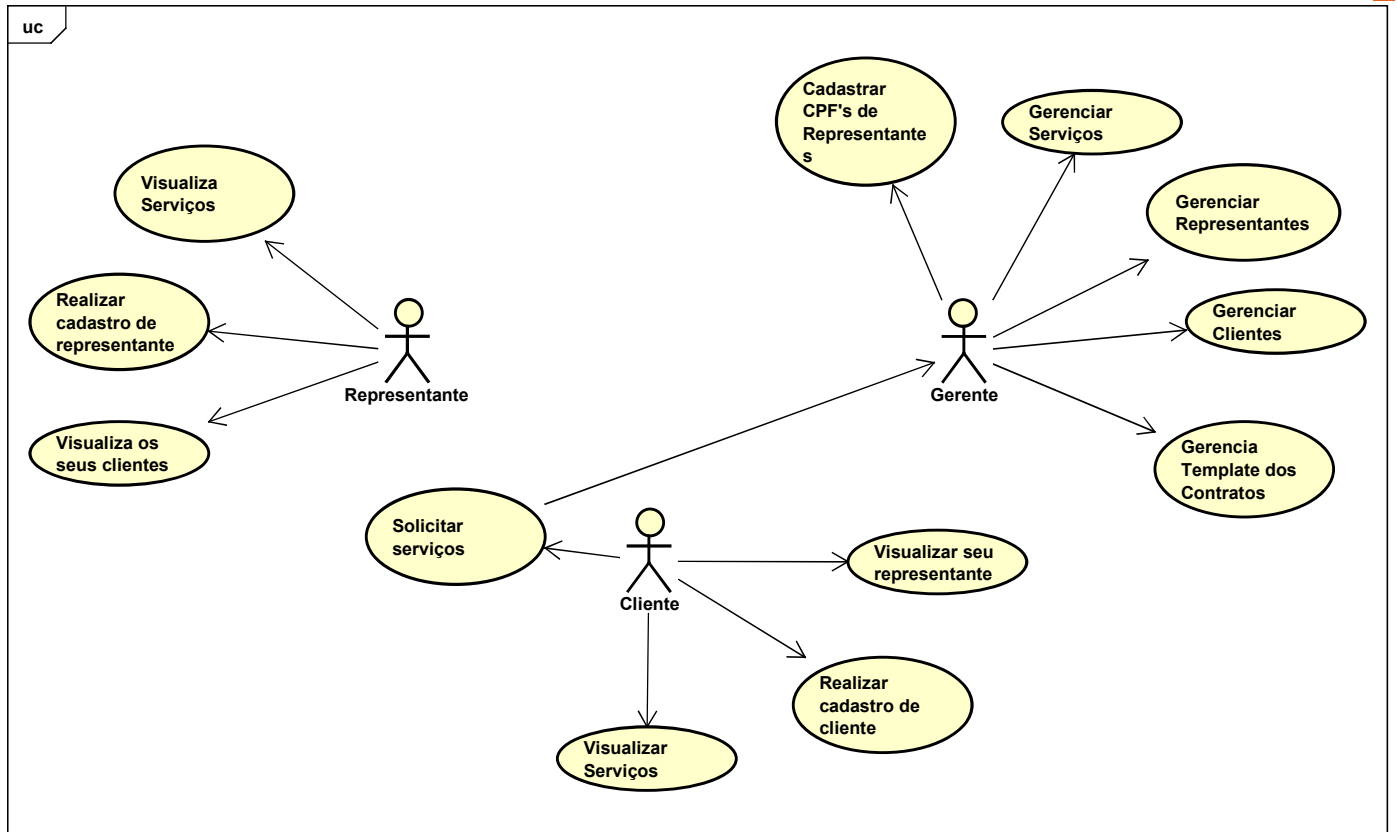 uc
Cadastrar
CPF's de
Representante
s
Gerenciar
Serviços
Visualiza
Serviços
Gerenciar
Representantes
Realizar
cadastro de
representante
Gerenciar
Clientes
Representante
Gerente
Visualiza os
seus clientes
Gerencia
Template dos
Contratos
Solicitar
serviços
Visualizar seu
representante
Cliente
Realizar
cadastro de
cliente
Visualizar
Serviços